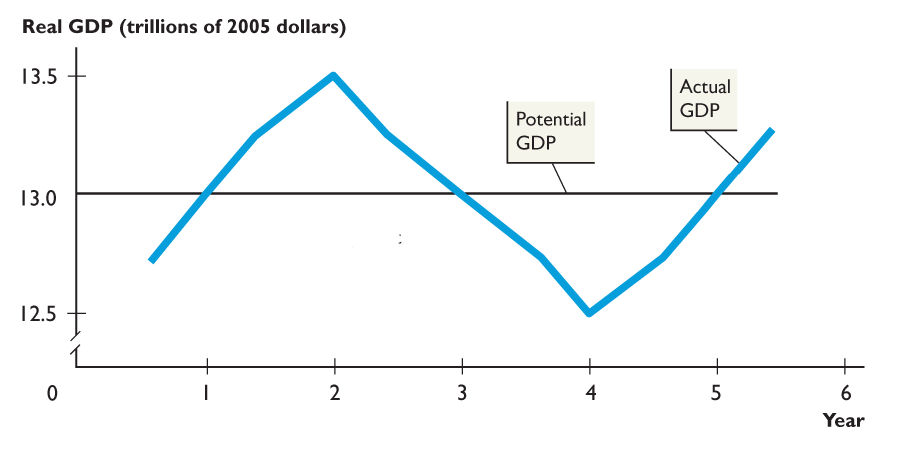 Real GDP (trillions of 2005 dollars)
13.5
Actual
GDP
Potential
GDP
13.0
12.5
0
1
2
3
4
5
6
Year